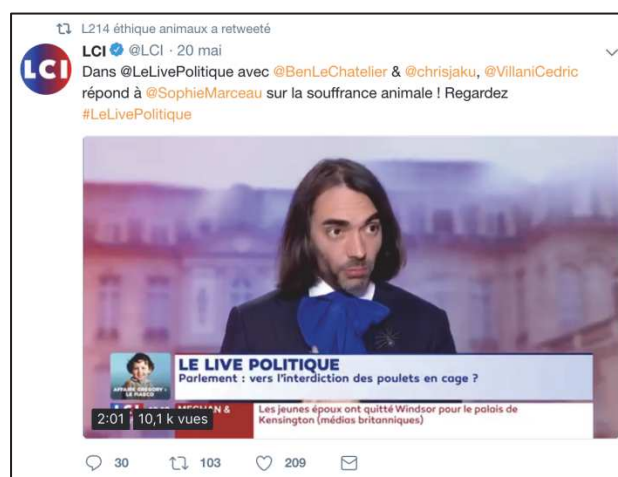 L214 éthique animaux a retweeté
LCI @LCI · 20 mai
Dans @LeLivePolitique avec @BenLeChatelier & @chrisjaku, @VillaniCedric
répond à @SophieMarceau sur la souffrance animale ! Regardez
#LeLivePolitique
LCI
AFFAIRE GRÉGORY :
LE FIASCO
LE LIVE POLITIQUE
Parlement : vers l'interdiction des poulets en cage ?
LCI
MEGHAN &
Les jeunes époux ont quitté Windsor pour le palais de
Kensington (médias britanniques)
2:01 10,1 k vues
30 103 209